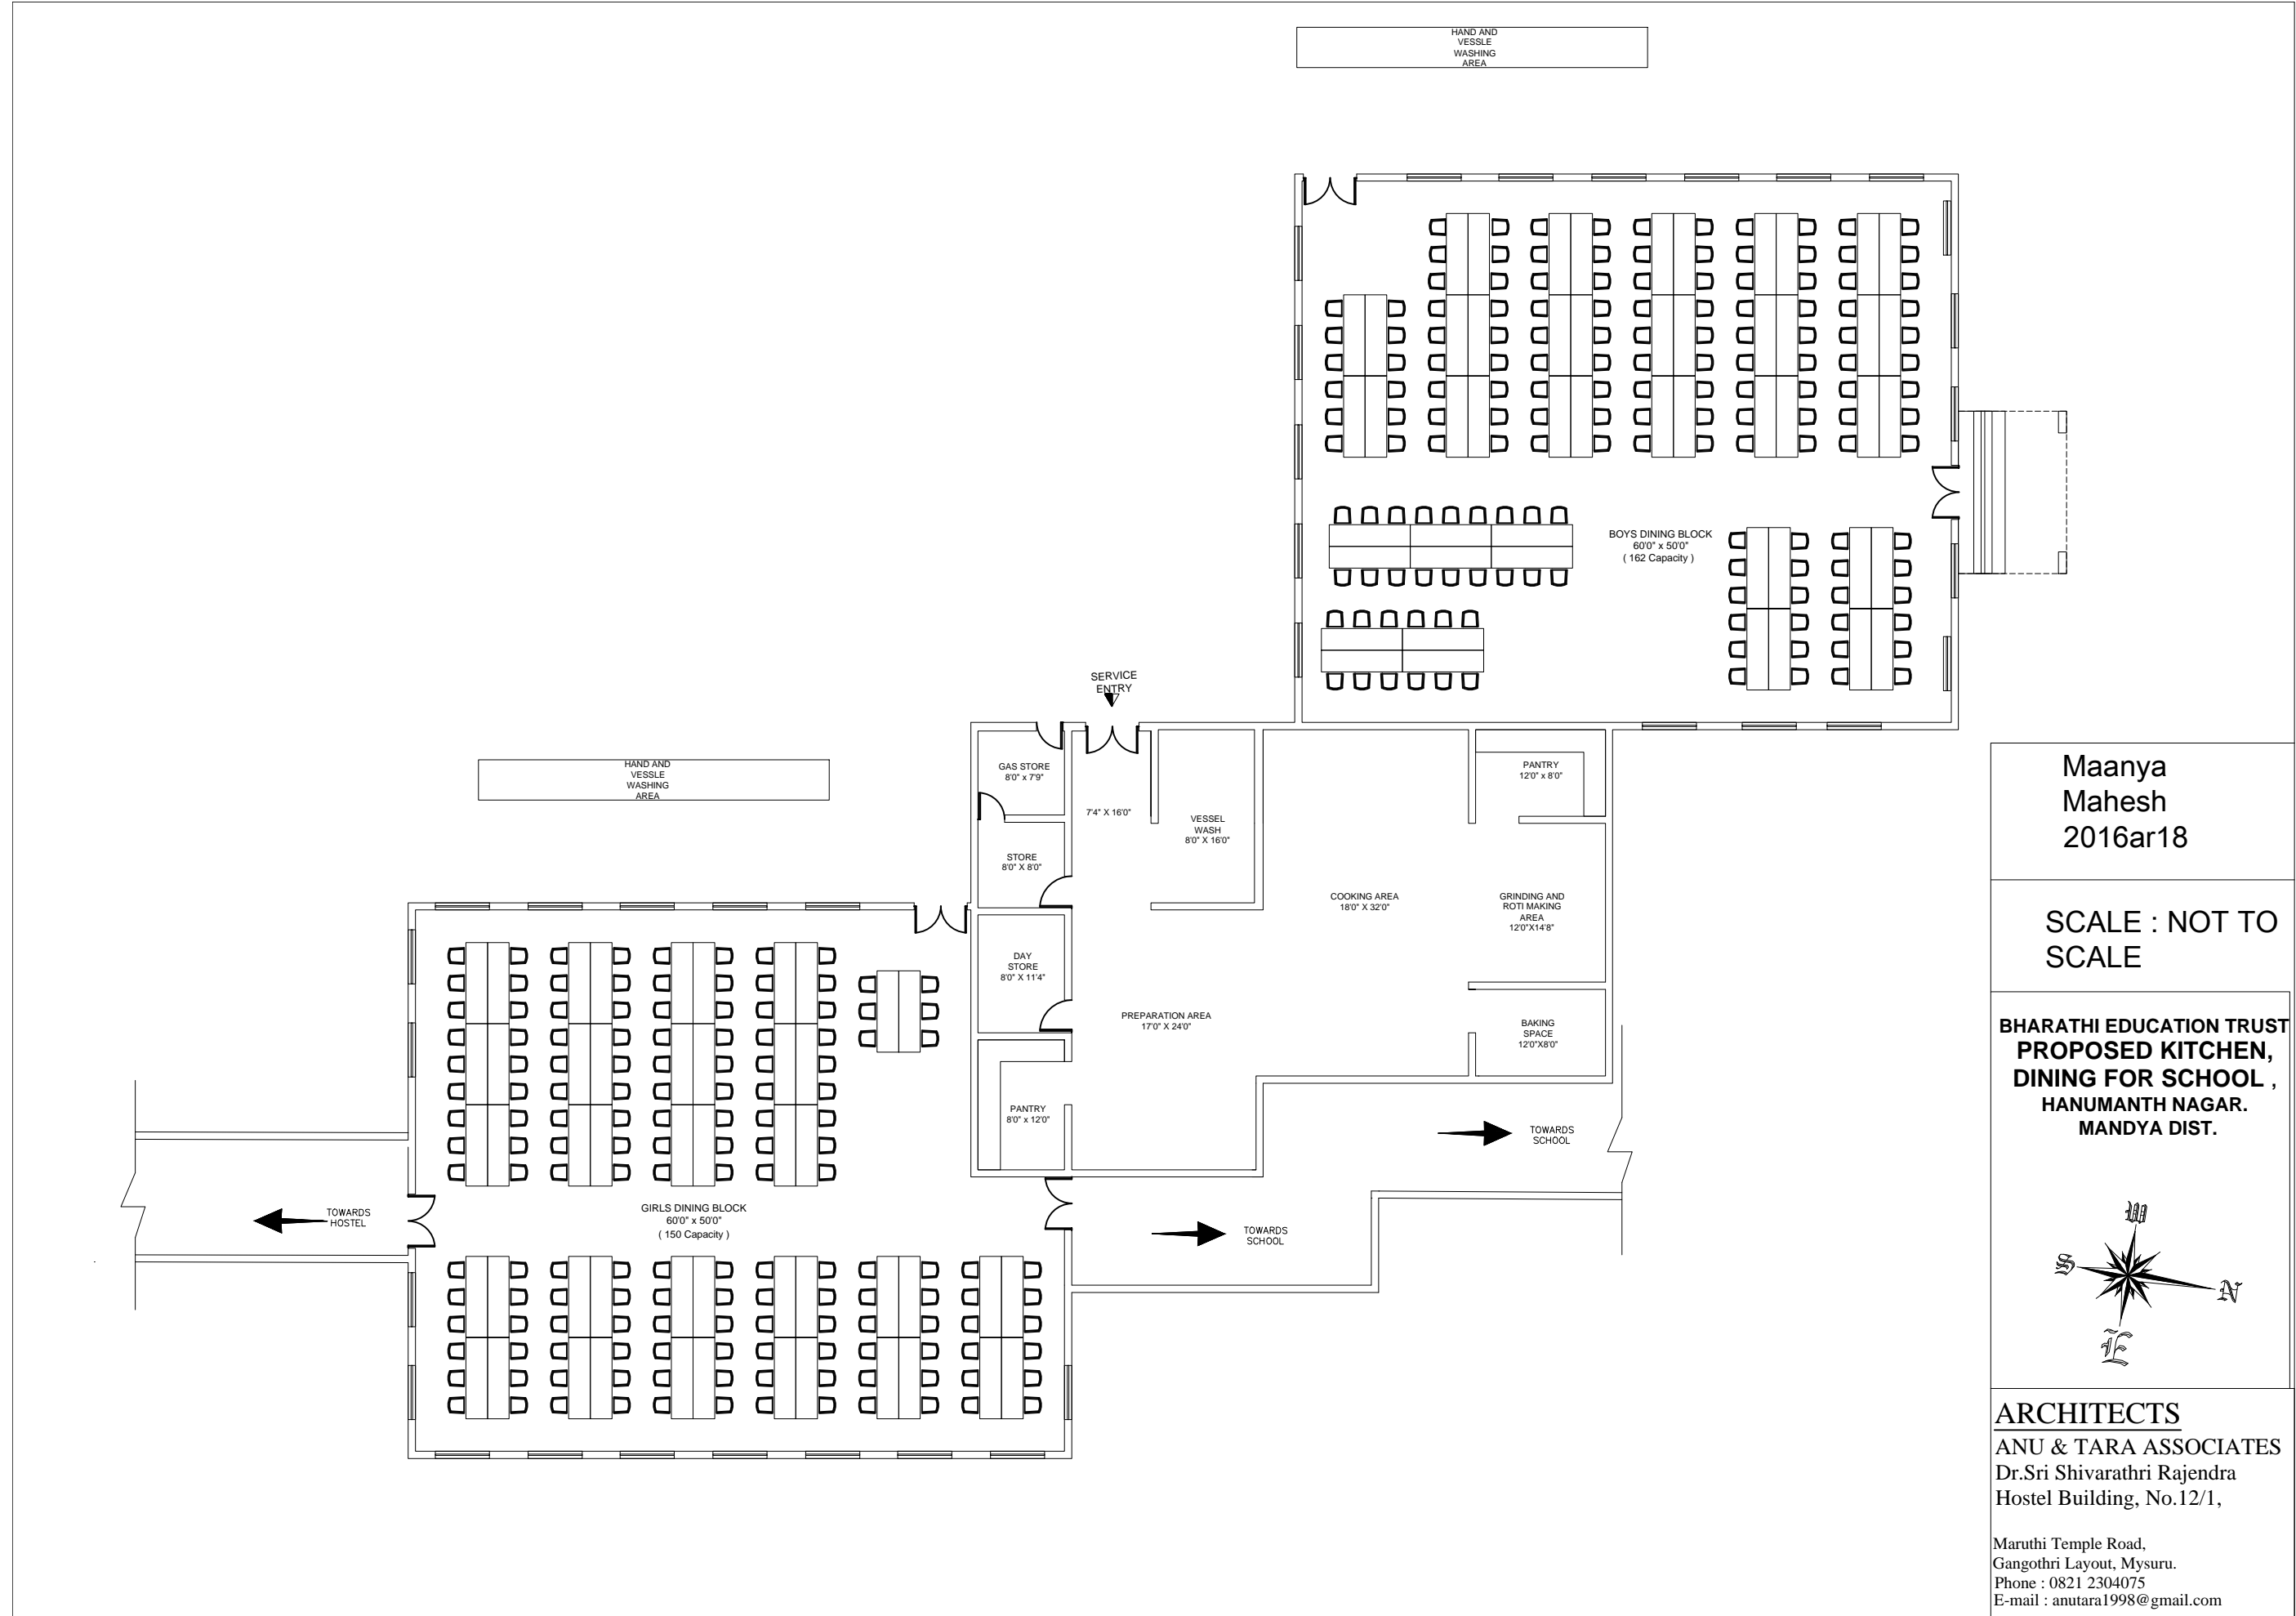 HAND AND
VESSLE
WASHING
AREA
BOYS DINING BLOCK
60'0" x 50'0"
( 162 Capacity )
SERVICE
ENTRY
HAND AND
VESSLE
WASHING
AREA
GAS STORE
8'0" x 7'9"
7'4" X 16'0"
VESSEL
WASH
8'0" X 16'0"
PANTRY
12'0" x 8'0"
STORE
8'0" X 8'0"
COOKING AREA
18'0" X 32'0"
GRINDING AND
ROTI MAKING
AREA
12'0"X14'8"
DAY
STORE
8'0" X 11'4"
PREPARATION AREA
17'0" X 24'0"
BAKING
SPACE
12'0"X8'0"
PANTRY
8'0" x 12'0"
TOWARDS
SCHOOL
TOWARDS
HOSTEL
GIRLS DINING BLOCK
60'0" x 50'0"
( 150 Capacity )
TOWARDS
SCHOOL
Maanya
Mahesh
2016ar18
SCALE : NOT TO
SCALE
BHARATHI EDUCATION TRUST
PROPOSED KITCHEN,
DINING FOR SCHOOL ,
HANUMANTH NAGAR.
MANDYA DIST.
W
S
N
E
ARCHITECTS
ANU & TARA ASSOCIATES
Dr.Sri Shivarathri Rajendra
Hostel Building, No.12/1,
Maruthi Temple Road,
Gangothri Layout, Mysuru.
Phone : 0821 2304075
E-mail : anutara1998@gmail.com